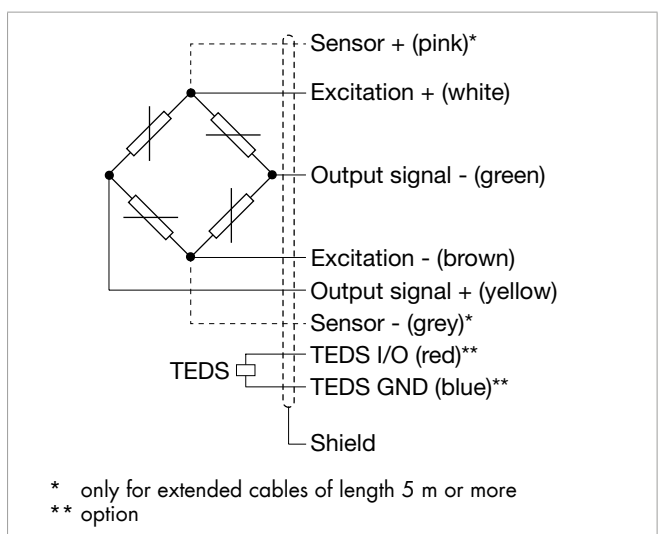 Sensor + (pink)*
Excitation + (white)
Output signal - (green)
Excitation - (brown)
Output signal + (yellow)
Sensor - (grey)*
TEDS I/O (red)**
TEDS
TEDS GND (blue)**
Shield
* only for extended cables of length 5 m or more
** option